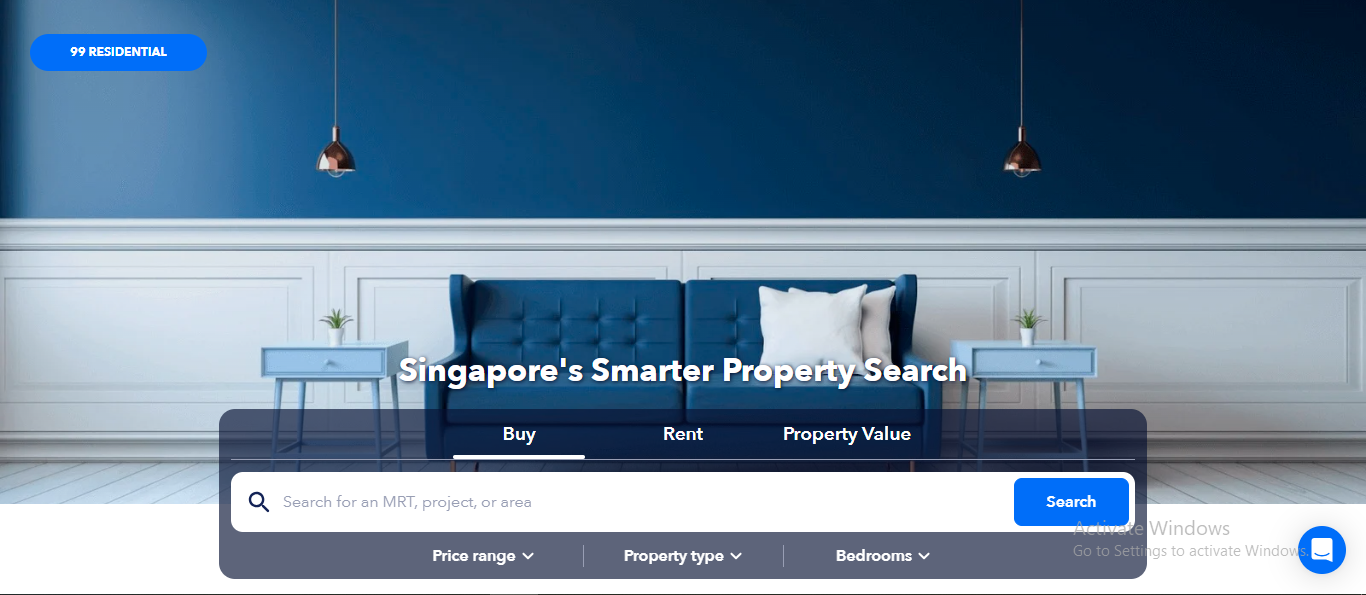 99 RESIDENTIAL
Singapore's Smarter Property Search
Buy Rent Property Value
Search for an MRT, project, or area Search
Activate Windows
Go to Settings to activate Windows.
Price range Property type Bedrooms